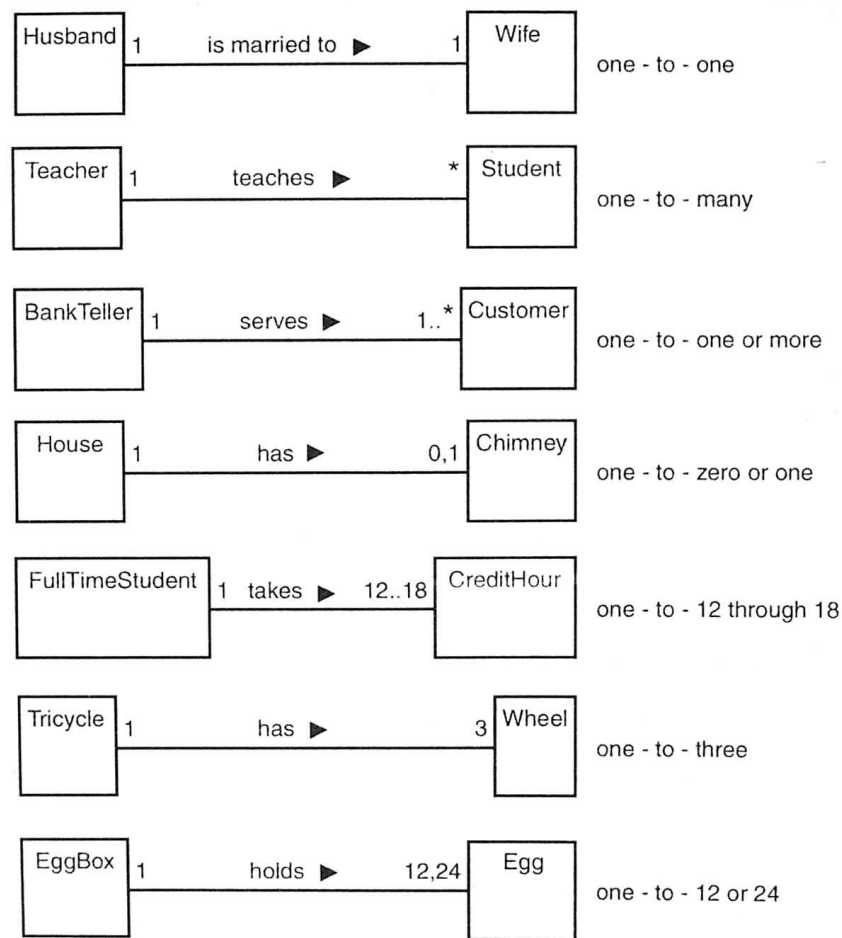 Husband 1 is married to ▶ 1 Wife one - to - one
Teacher 1 teaches ▶ * Student one - to - many
BankTeller 1 serves ▶ 1..* Customer one - to - one or more
House 1 has ▶ 0,1 Chimney one - to - zero or one
FullTimeStudent 1 takes ▶ 12..18 CreditHour one - to - 12 through 18
Tricycle 1 has ▶ 3 Wheel one - to - three
EggBox 1 holds ▶ 12,24 Egg one - to - 12 or 24